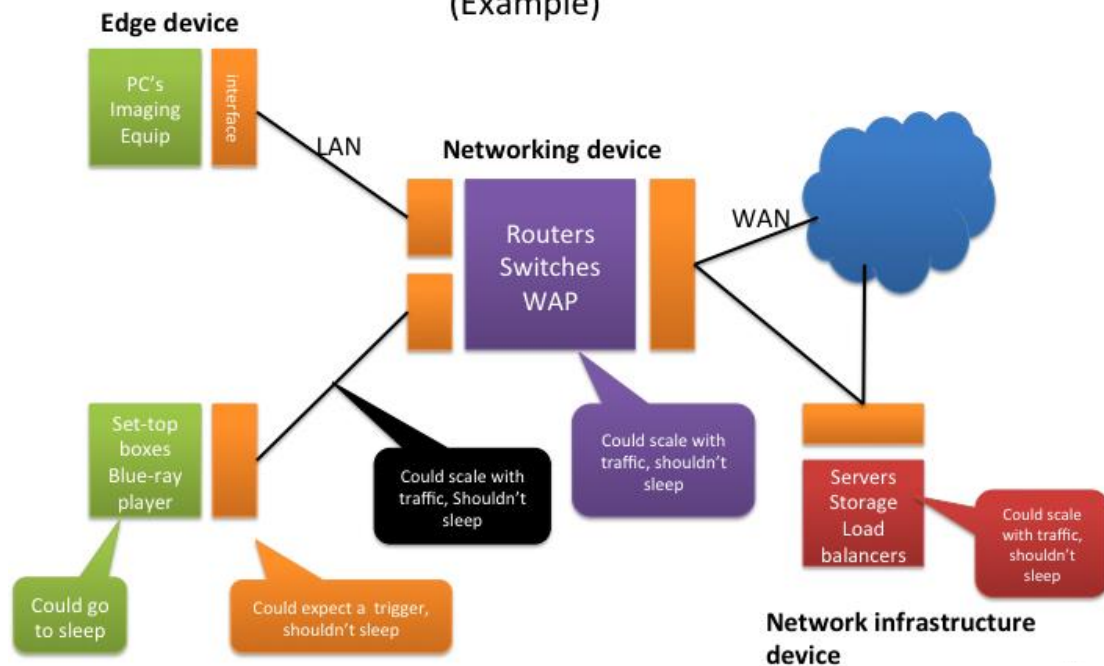 (Example)
Edge device
PC's
Imaging
Equip
interface
LAN
Networking device
Routers
Switches
WAP
WAN
Set-top
boxes
Blue-ray
player
Could scale with
traffic, Shouldn't
sleep
Could scale with
traffic, shouldn't
sleep
Servers
Storage
Load
balancers
Could scale
with traffic,
shouldn't
sleep
Could go
to sleep
Could expect a trigger,
shouldn't sleep
Network infrastructure
device